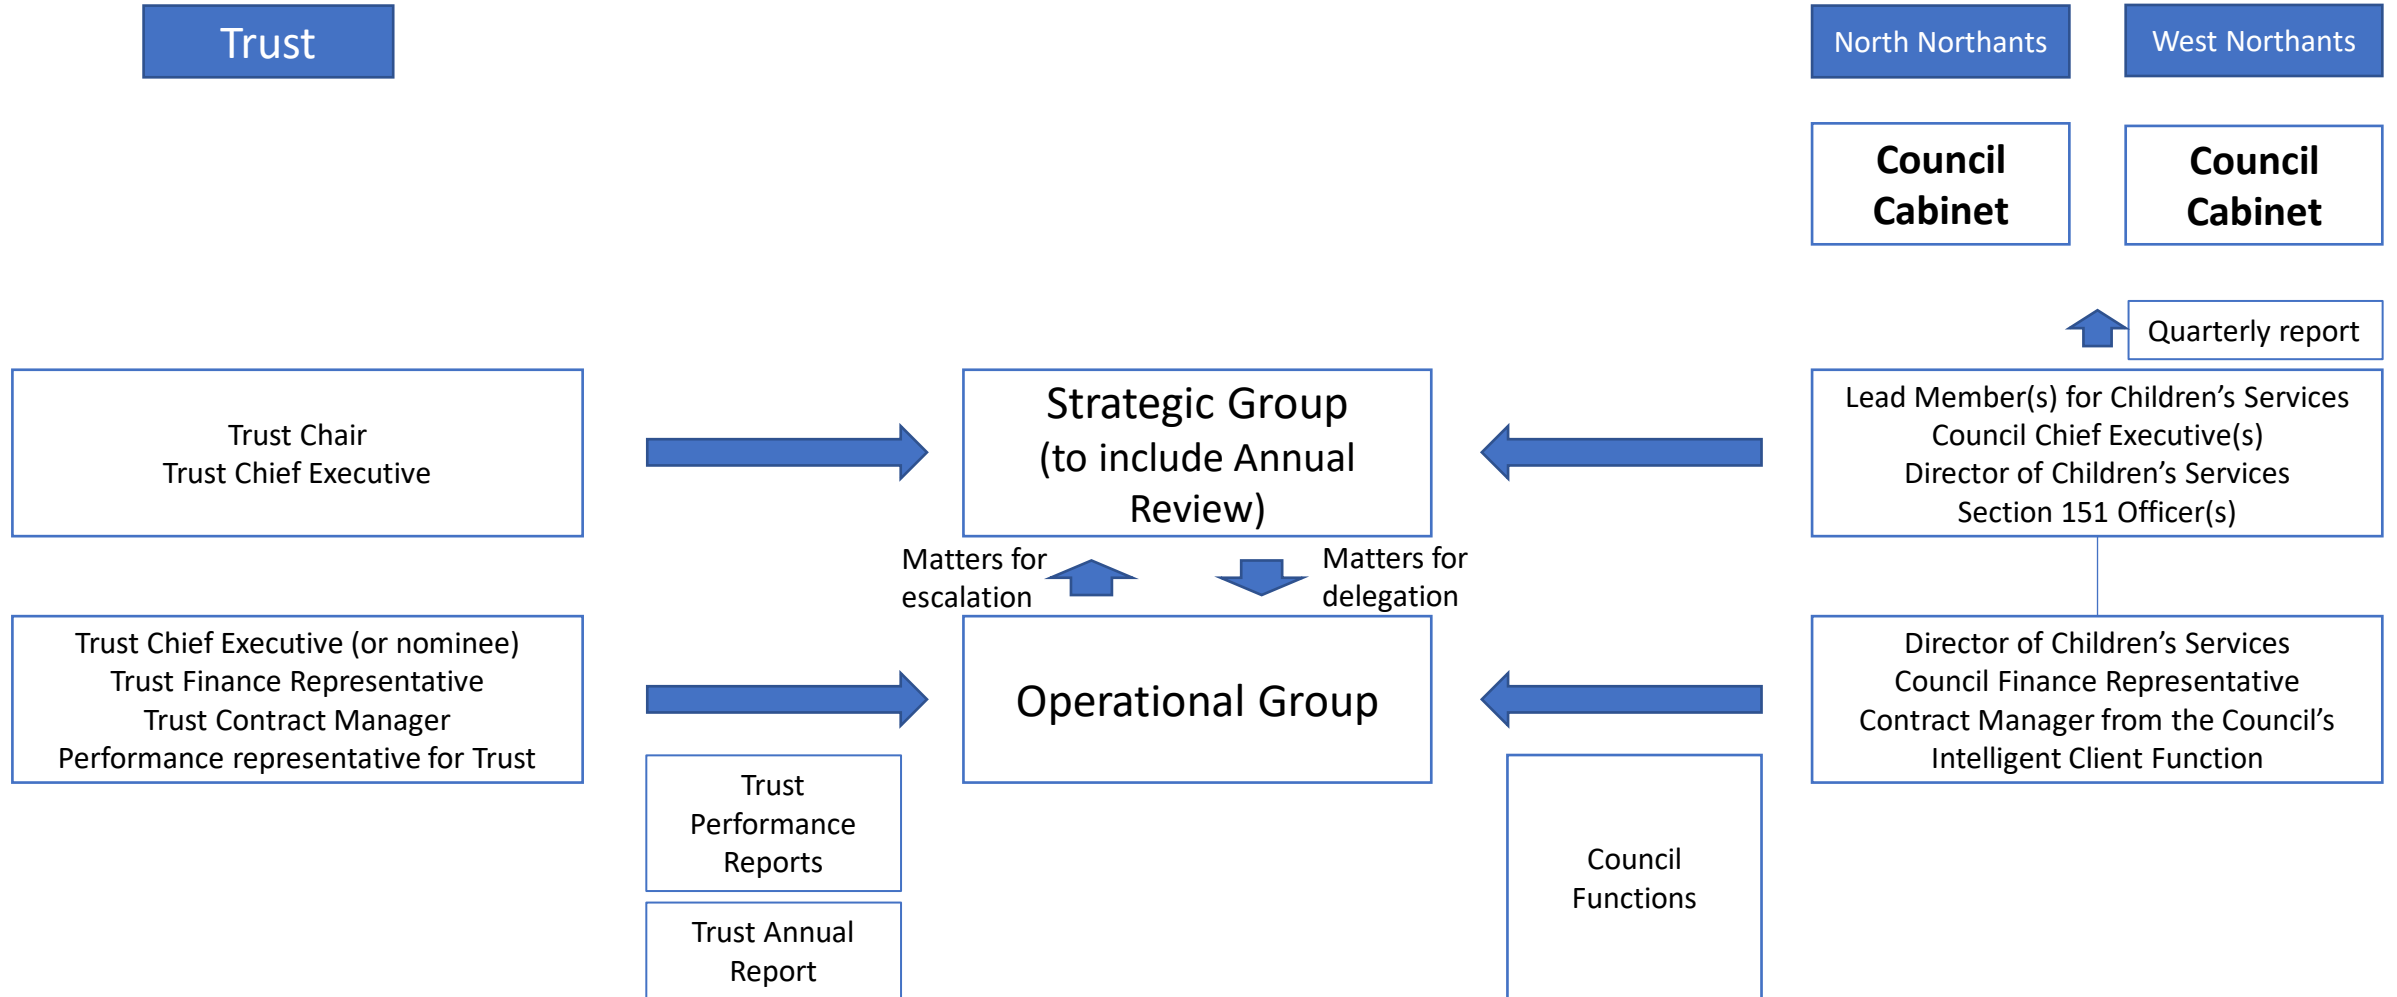 Trust
North Northants
West Northants
Council
Cabinet
Council
Cabinet
Quarterly report
Trust Chair
Trust Chief Executive
Strategic Group
(to include Annual
Review)
Lead Member(s) for Children’s Services
Council Chief Executive(s)
Director of Children’s Services
Section 151 Officer(s)
Matters for
escalation
Matters for
delegation
Trust Chief Executive (or nominee)
Trust Finance Representative
Trust Contract Manager
Performance representative for Trust
Operational Group
Director of Children’s Services
Council Finance Representative
Contract Manager from the Council’s
Intelligent Client Function
Trust
Performance
Reports
Trust Annual
Report
Council
Functions